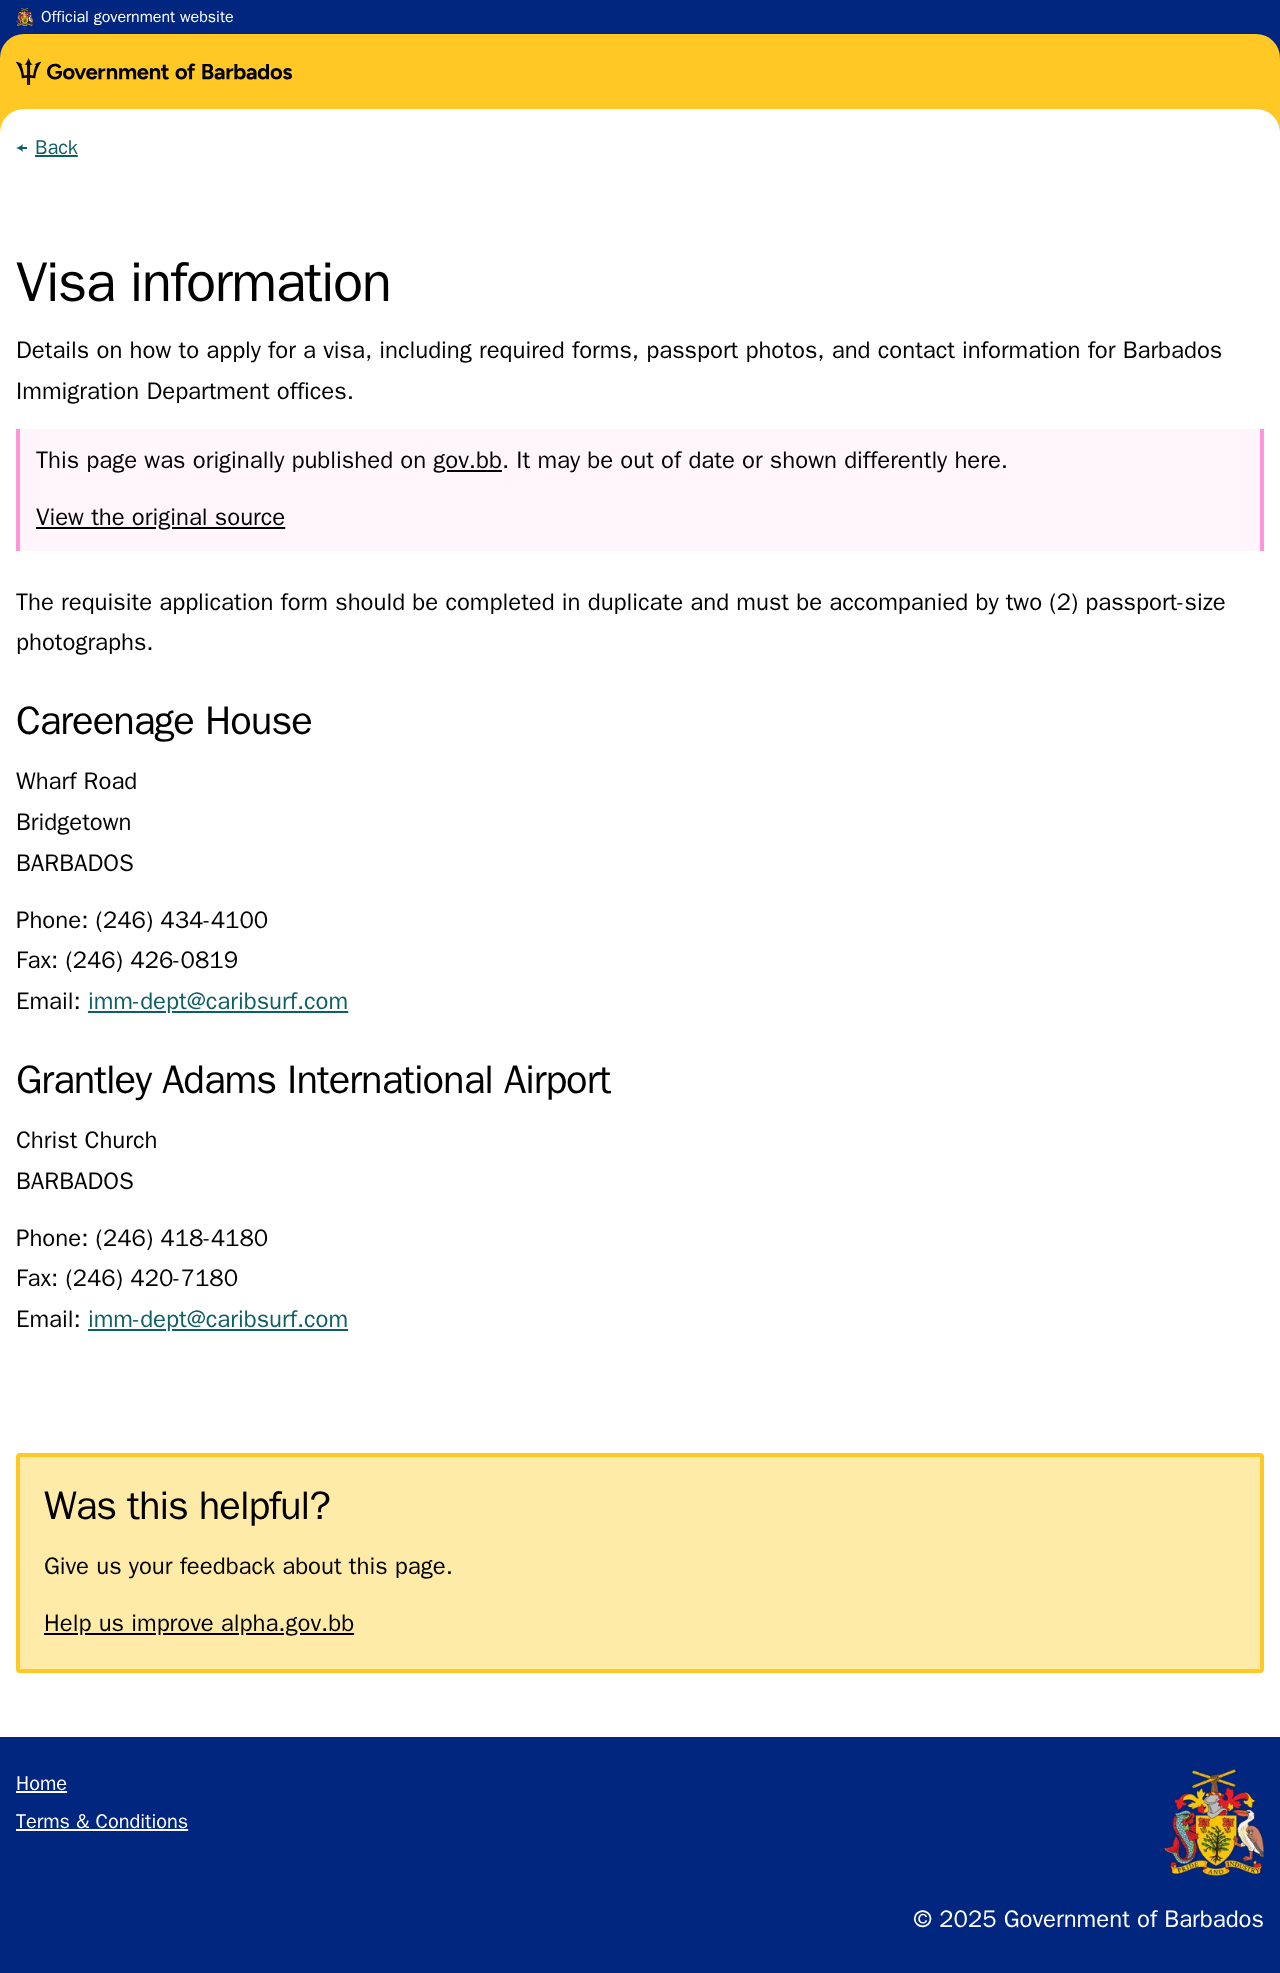 Official government website
Government of Barbados
← Back
Visa information
Details on how to apply for a visa, including required forms, passport photos, and contact information for Barbados
Immigration Department offices.
This page was originally published on gov.bb. It may be out of date or shown differently here.
View the original source
The requisite application form should be completed in duplicate and must be accompanied by two (2) passport-size
photographs.
Careenage House
Wharf Road
Bridgetown
BARBADOS
Phone: (246) 434-4100
Fax: (246) 426-0819
Email: imm-dept@caribsurf.com
Grantley Adams International Airport
Christ Church
BARBADOS
Phone: (246) 418-4180
Fax: (246) 420-7180
Email: imm-dept@caribsurf.com
Was this helpful?
Give us your feedback about this page.
Help us improve alpha.gov.bb
Home
Terms & Conditions
PRIDE AND INDUSTRY
© 2025 Government of Barbados